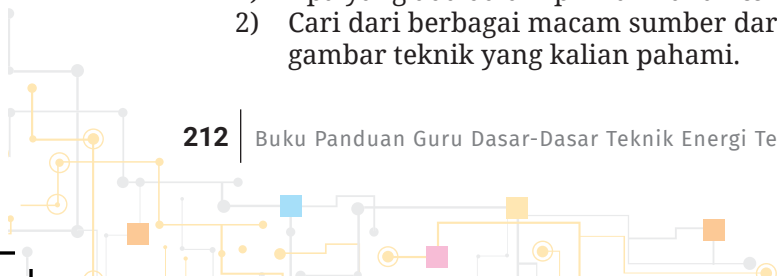 2) Cari dari berbagai macam sumber dar
gambar teknik yang kalian pahami.
212 Buku Panduan Guru Dasar-Dasar Teknik Energi Te